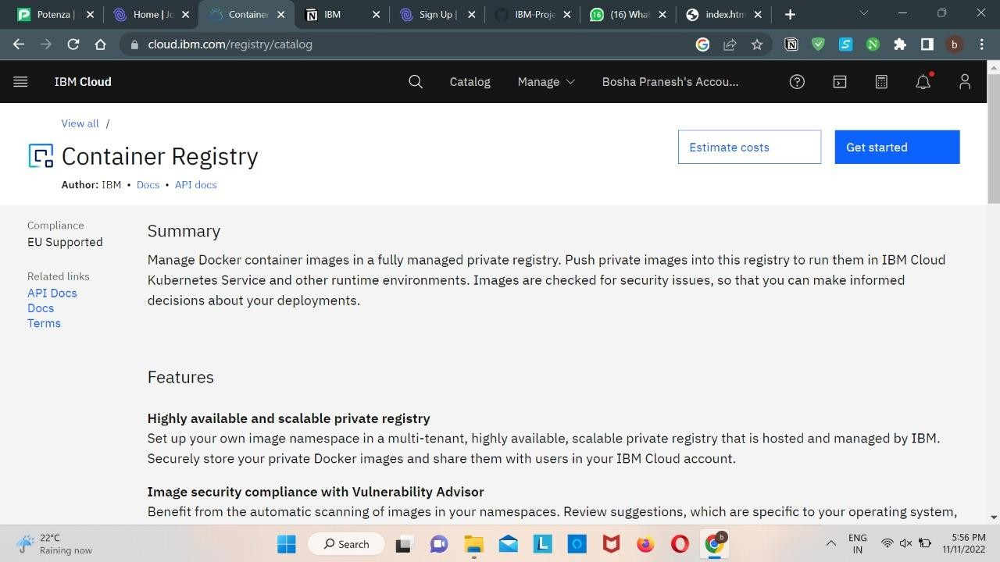 Potenza
Home | Jo
Container
IBM
Sign Up |
IBM-Proje
(16) What
index.htm
cloud.ibm.com/registry/catalog
IBM Cloud
Catalog
Manage
Bosha Pranesh's Accou...
View all /
Container Registry
Author: IBM • Docs • API docs
Estimate costs
Get started
Compliance
EU Supported
Related links
API Docs
Docs
Terms
Summary
Manage Docker container images in a fully managed private registry. Push private images into this registry to run them in IBM Cloud
Kubernetes Service and other runtime environments. Images are checked for security issues, so that you can make informed
decisions about your deployments.
Features
Highly available and scalable private registry
Set up your own image namespace in a multi-tenant, highly available, scalable private registry that is hosted and managed by IBM.
Securely store your private Docker images and share them with users in your IBM Cloud account.
Image security compliance with Vulnerability Advisor
Benefit from the automatic scanning of images in your namespaces. Review suggestions, which are specific to your operating system,
22°C
Raining now
Search
ENG
IN
5:56 PM
11/11/2022